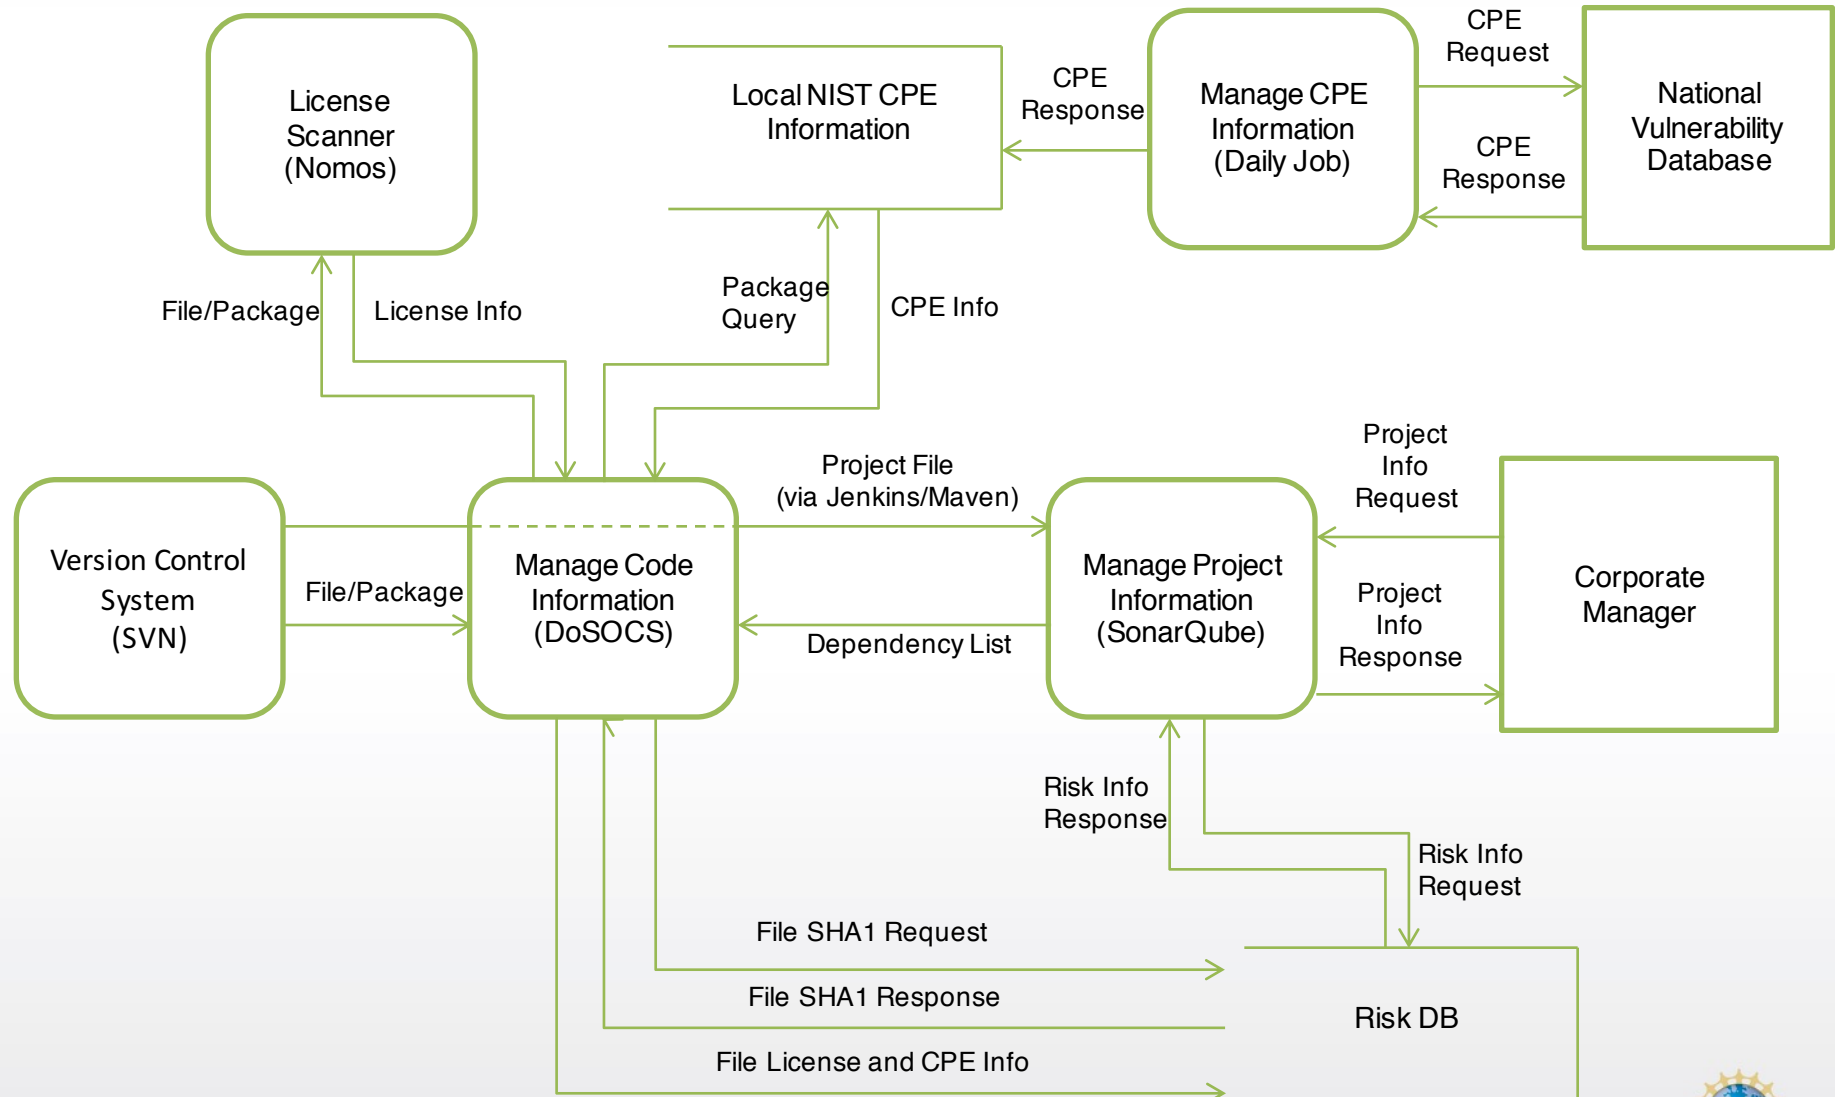 License
Scanner
(Nomos)
Local NIST CPE
Information
CPE
Response
Manage CPE
Information
(Daily Job)
CPE
Request
CPE
Response
National
Vulnerability
Database
File/Package
License Info
Package
Query
CPE Info
Version Control
System
(SVN)
File/Package
Manage Code
Information
(DoSOCS)
Project File
(via Jenkins/Maven)
Dependency List
Manage Project
Information
(SonarQube)
Project
Info
Request
Project
Info
Response
Corporate
Manager
Risk Info
Response
Risk Info
Request
File SHA1 Request
File SHA1 Response
File License and CPE Info
Risk DB